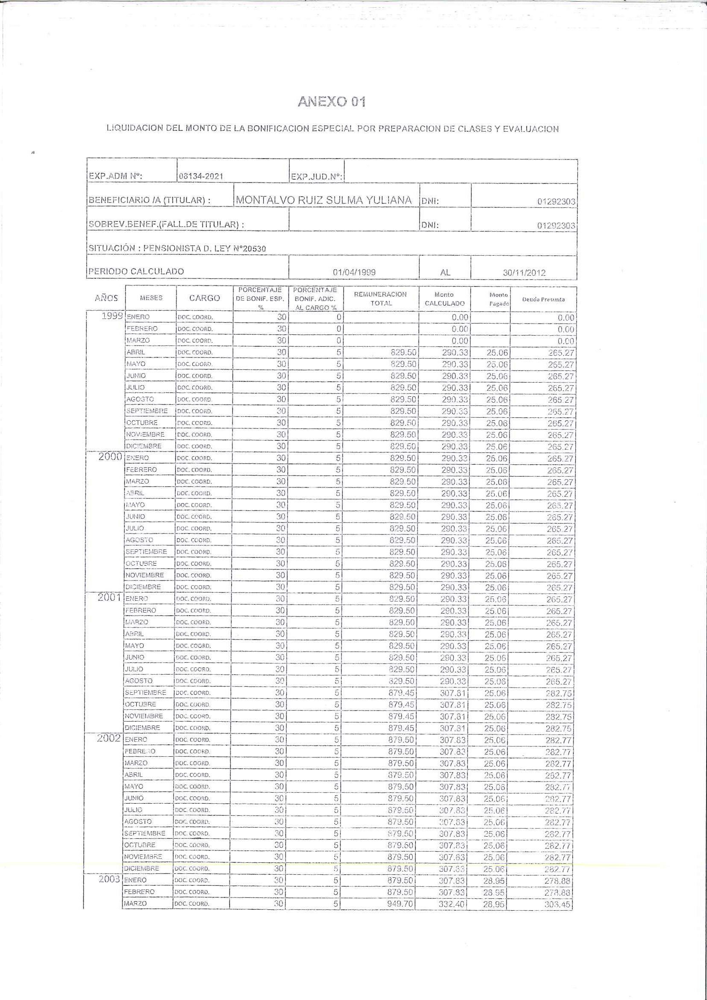 ANEXO 01
LIQUIDACION DEL MONTO DE LA BONIFICACION ESPECIAL POR PREPARACION DE CLASES Y EVALUACION
EXP.ADM Nº: 08134-2021 EXP.JUD.Nº:
BENEFICIARIO /A (TITULAR) : MONTALVO RUIZ SULMA YULIANA DNI: 01292303
SOBREV.BENEF.(FALL.DE TITULAR) : DNI: 01292303
SITUACIÓN : PENSIONISTA D. LEY Nº20530
PERIODO CALCULADO 01/04/1999 AL 30/11/2012
AÑOS MESES CARGO PORCENTAJE DE BONIF. ESP. % PORCENTAJE BONIF. ADIC. AL CARGO % REMUNERACION TOTAL Monto CALCULADO Monto Pagado Deuda Presunta
1999 ENERO DOC. COORD. 30 0 0.00 0.00
FEBRERO DOC. COORD. 30 0 0.00 0.00
MARZO DOC. COORD. 30 0 0.00 0.00
ABRIL DOC. COORD. 30 5 829.50 290.33 25.06 265.27
MAYO DOC. COORD. 30 5 829.50 290.33 25.06 265.27
JUNIO DOC. COORD. 30 5 829.50 290.33 25.06 265.27
JULIO DOC. COORD. 30 5 829.50 290.33 25.06 265.27
AGOSTO DOC. COORD. 30 5 829.50 290.33 25.06 265.27
SEPTIEMBRE DOC. COORD. 30 5 829.50 290.33 25.06 265.27
OCTUBRE DOC. COORD. 30 5 829.50 290.33 25.06 265.27
NOVIEMBRE DOC. COORD. 30 5 829.50 290.33 25.06 265.27
DICIEMBRE DOC. COORD. 30 5 829.50 290.33 25.06 265.27
2000 ENERO DOC. COORD. 30 5 829.50 290.33 25.06 265.27
FEBRERO DOC. COORD. 30 5 829.50 290.33 25.06 265.27
MARZO DOC. COORD. 30 5 829.50 290.33 25.06 265.27
ABRIL DOC. COORD. 30 5 829.50 290.33 25.06 265.27
MAYO DOC. COORD. 30 5 829.50 290.33 25.06 265.27
JUNIO DOC. COORD. 30 5 829.50 290.33 25.06 265.27
JULIO DOC. COORD. 30 5 829.50 290.33 25.06 265.27
AGOSTO DOC. COORD. 30 5 829.50 290.33 25.06 265.27
SEPTIEMBRE DOC. COORD. 30 5 829.50 290.33 25.06 265.27
OCTUBRE DOC. COORD. 30 5 829.50 290.33 25.06 265.27
NOVIEMBRE DOC. COORD. 30 5 829.50 290.33 25.06 265.27
DICIEMBRE DOC. COORD. 30 5 829.50 290.33 25.06 265.27
2001 ENERO DOC. COORD. 30 5 829.50 290.33 25.06 265.27
FEBRERO DOC. COORD. 30 5 829.50 290.33 25.06 265.27
MARZO DOC. COORD. 30 5 829.50 290.33 25.06 265.27
ABRIL DOC. COORD. 30 5 829.50 290.33 25.06 265.27
MAYO DOC. COORD. 30 5 829.50 290.33 25.06 265.27
JUNIO DOC. COORD. 30 5 829.50 290.33 25.06 265.27
JULIO DOC. COORD. 30 5 829.50 290.33 25.06 265.27
AGOSTO DOC. COORD. 30 5 829.50 290.33 25.06 265.27
SEPTIEMBRE DOC. COORD. 30 5 879.45 307.81 25.06 282.75
OCTUBRE DOC. COORD. 30 5 879.45 307.81 25.06 282.75
NOVIEMBRE DOC. COORD. 30 5 879.45 307.81 25.06 282.75
DICIEMBRE DOC. COORD. 30 5 879.45 307.81 25.06 282.75
2002 ENERO DOC. COORD. 30 5 879.50 307.83 25.06 282.77
FEBRERO DOC. COORD. 30 5 879.50 307.83 25.06 282.77
MARZO DOC. COORD. 30 5 879.50 307.83 25.06 282.77
ABRIL DOC. COORD. 30 5 879.50 307.83 25.06 282.77
MAYO DOC. COORD. 30 5 879.50 307.83 25.06 282.77
JUNIO DOC. COORD. 30 5 879.50 307.83 25.06 282.77
JULIO DOC. COORD. 30 5 879.50 307.83 25.06 282.77
AGOSTO DOC. COORD. 30 5 879.50 307.83 25.06 282.77
SEPTIEMBRE DOC. COORD. 30 5 879.50 307.83 25.06 282.77
OCTUBRE DOC. COORD. 30 5 879.50 307.83 25.06 282.77
NOVIEMBRE DOC. COORD. 30 5 879.50 307.83 25.06 282.77
DICIEMBRE DOC. COORD. 30 5 879.50 307.83 25.06 282.77
2003 ENERO DOC. COORD. 30 5 879.50 307.83 28.95 278.88
FEBRERO DOC. COORD. 30 5 879.50 307.83 28.95 278.88
MARZO DOC. COORD. 30 5 949.70 332.40 28.95 303.45